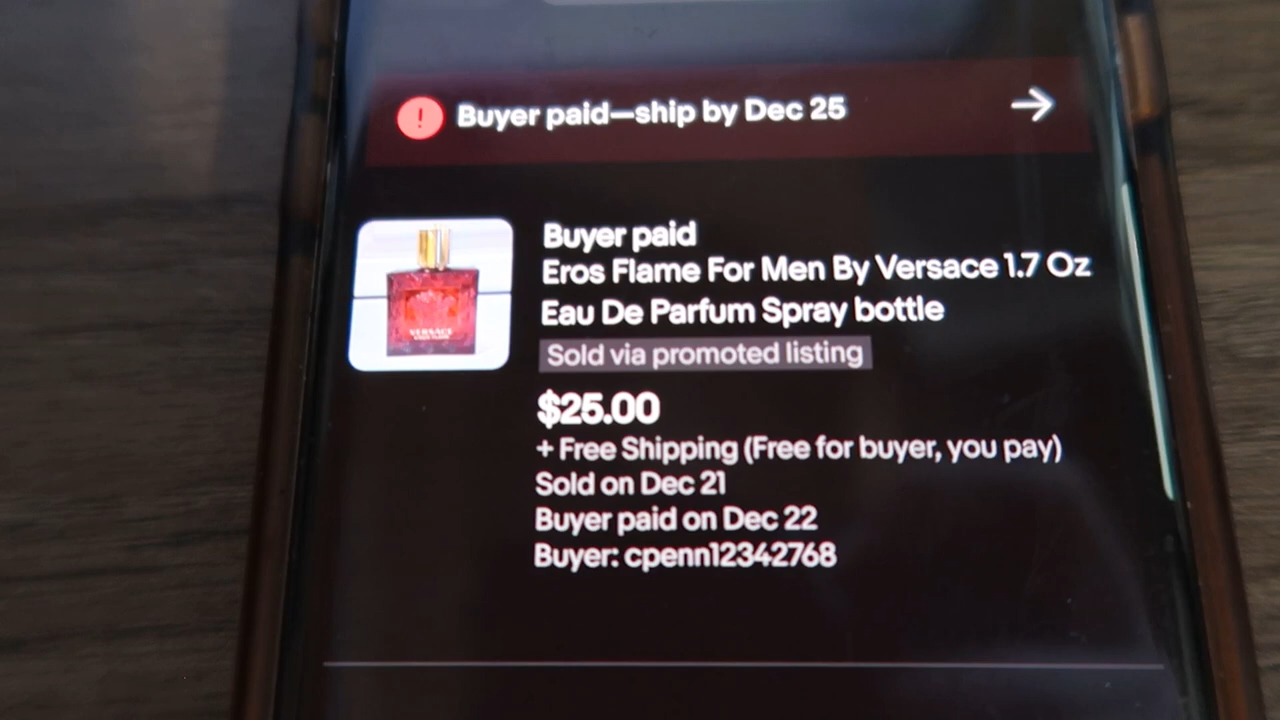 Buyer paid—ship by Dec 25
Buyer paid
Eros Flame For Men By Versace 1.7 Oz
Eau De Parfum Spray bottle
VERSACE
Sold via promoted listing
$25.00
+ Free Shipping (Free for buyer, you pay)
Sold on Dec 21
Buyer paid on Dec 22
Buyer: cpenn12342768